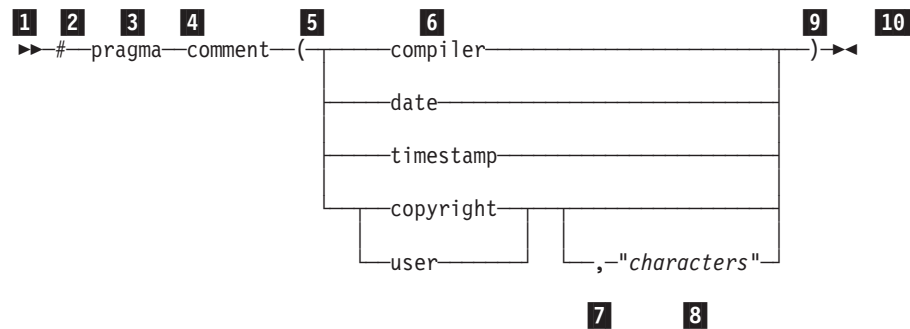 1 2 3 4 5 6 9 10
# pragma comment ( compiler )
date
timestamp
copyright
user , "characters"
7 8